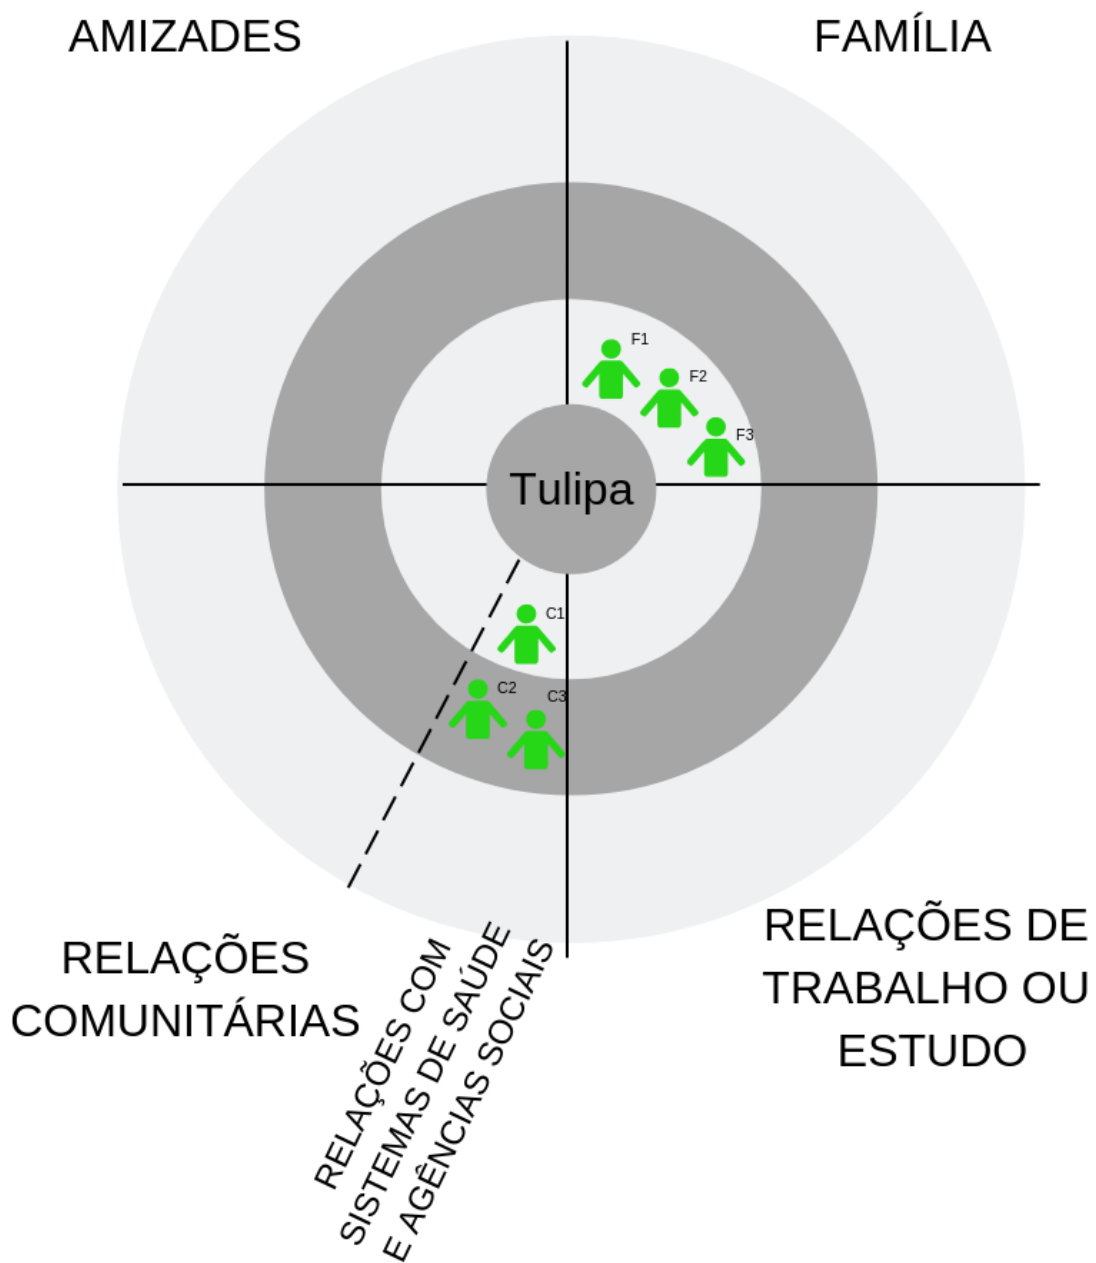 AMIZADES
FAMÍLIA
F1
F2
F3
Tulipa
C1
C2
C3
RELAÇÕES
COMUNITÁRIAS
RELAÇÕES COM
SISTEMAS DE SAÚDE
E AGÊNCIAS SOCIAIS
RELAÇÕES DE
TRABALHO OU
ESTUDO